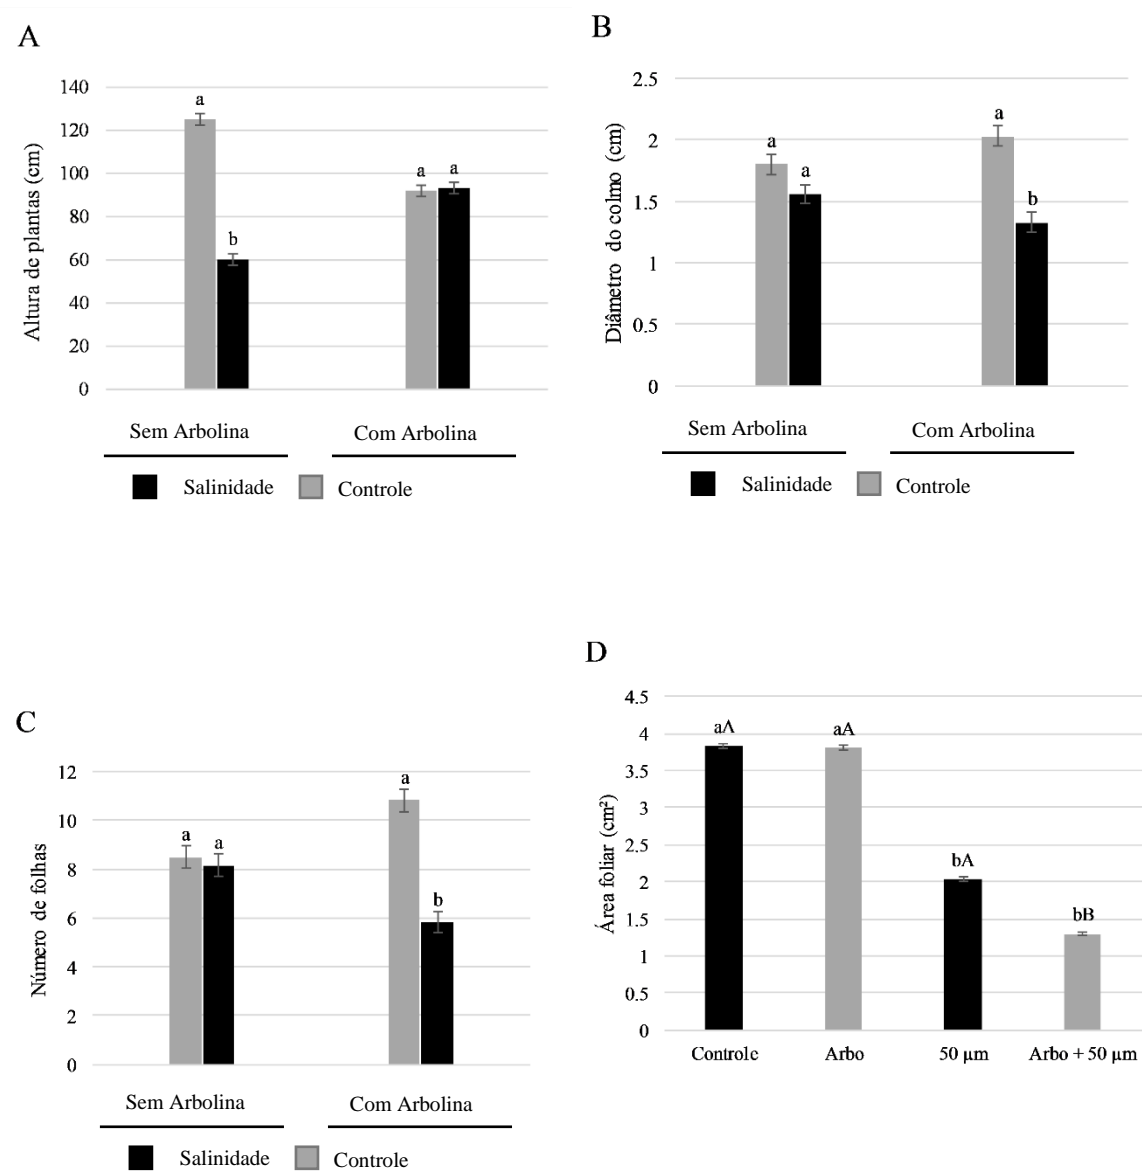 A
Altura de plantas (cm)
140
120
100
80
60
40
20
0
a
b
a
a
Sem Arbolina
Com Arbolina
Salinidade
Controle
B
Diâmetro do colmo (cm)
2.5
2
1.5
1
0.5
0
a
a
a
b
Sem Arbolina
Com Arbolina
Salinidade
Controle
C
Número de folhas
12
10
8
6
4
2
0
a
a
a
b
Sem Arbolina
Com Arbolina
Salinidade
Controle
D
Área foliar (cm²)
4.5
4
3.5
3
2.5
2
1.5
1
0.5
0
aA
aA
bA
bB
Controle
Arbo
50 µm
Arbo + 50 µm